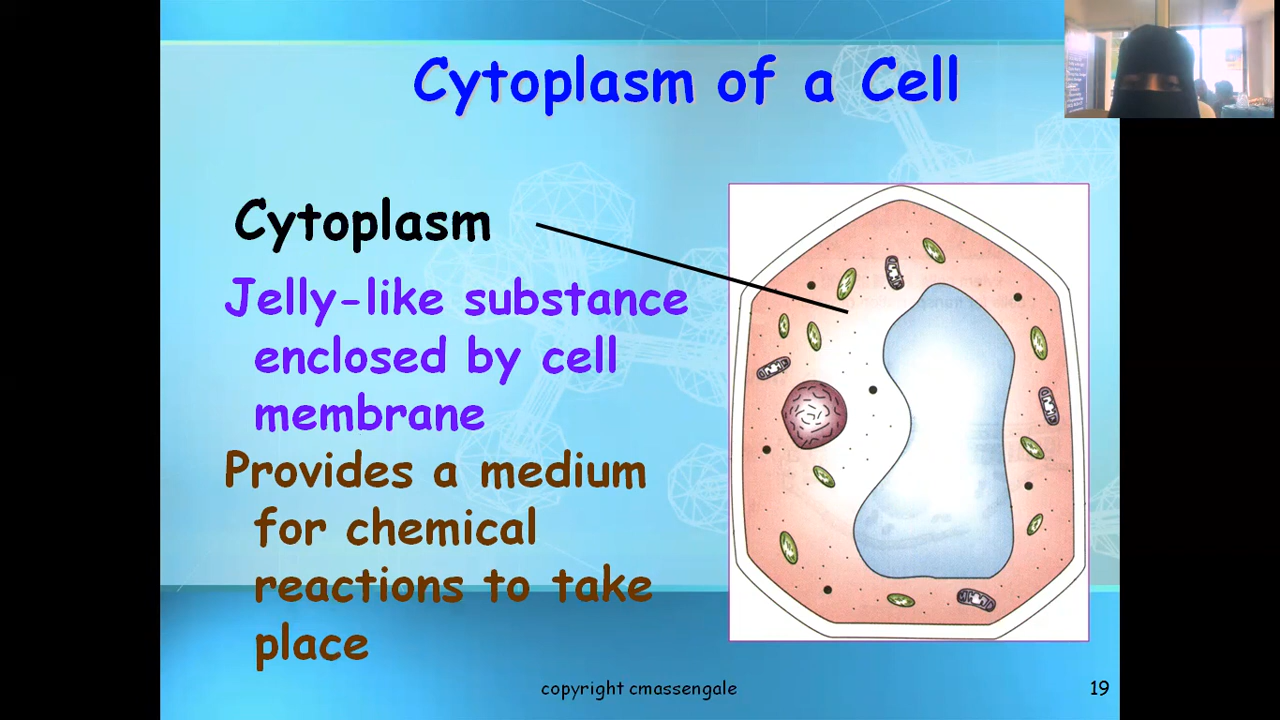 Cytoplasm of a Cell
Cytoplasm
Jelly-like substance
enclosed by cell
membrane
Provides a medium
for chemical
reactions to take
place
copyright cmassengale
19